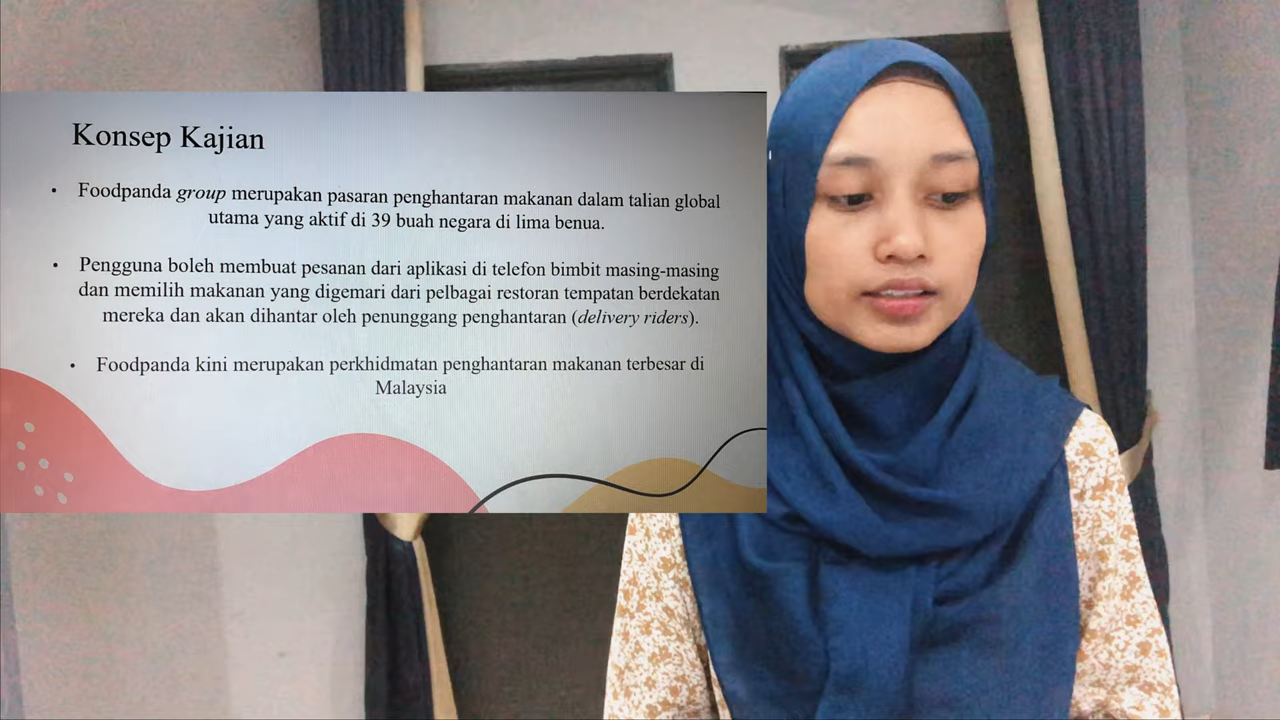 Konsep Kajian
• Foodpanda group merupakan pasaran penghantaran makanan dalam talian global
utama yang aktif di 39 buah negara di lima benua.
• Pengguna boleh membuat pesanan dari aplikasi di telefon bimbit masing-masing
dan memilih makanan yang digemari dari pelbagai restoran tempatan berdekatan
mereka dan akan dihantar oleh penunggang penghantaran (delivery riders).
• Foodpanda kini merupakan perkhidmatan penghantaran makanan terbesar di
Malaysia